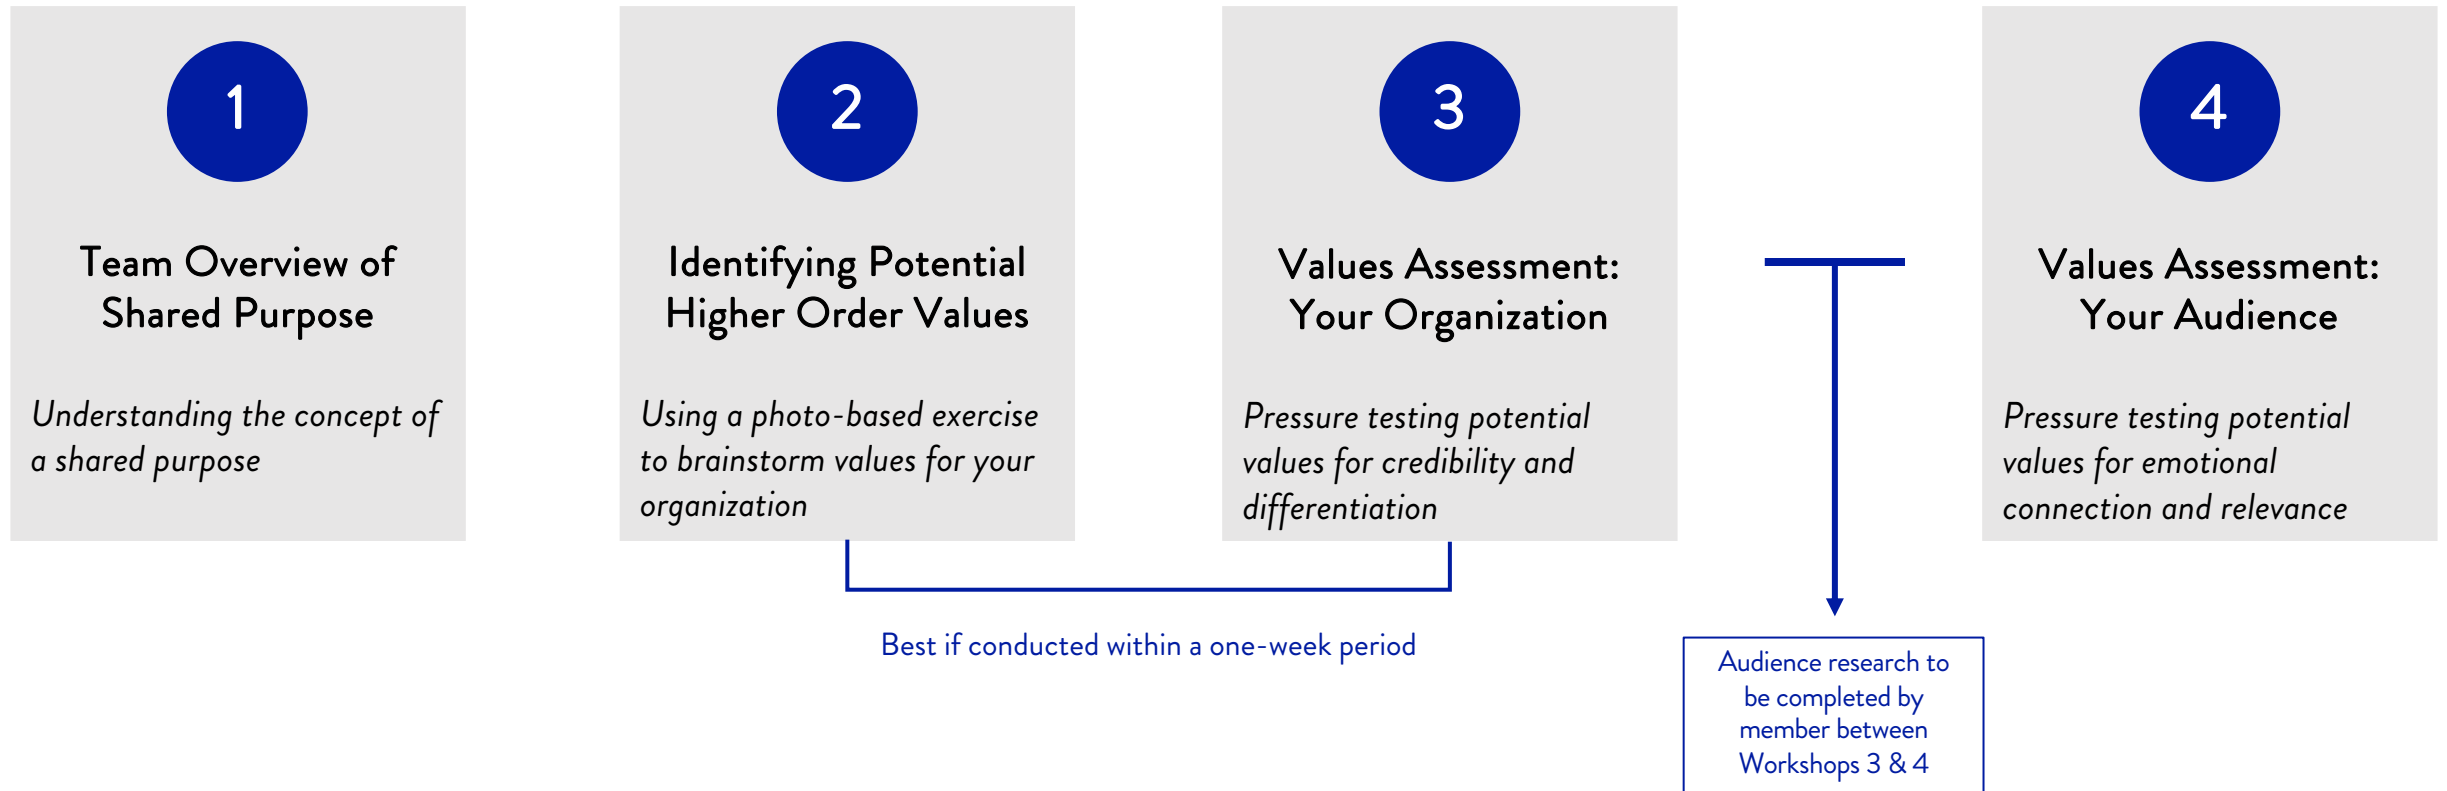 1
Team Overview of
Shared Purpose
Understanding the concept of
a shared purpose
2
Identifying Potential
Higher Order Values
Using a photo-based exercise
to brainstorm values for your
organization
3
Values Assessment:
Your Organization
Pressure testing potential
values for credibility and
differentiation
4
Values Assessment:
Your Audience
Pressure testing potential
values for emotional
connection and relevance
Best if conducted within a one-week period
Audience research to
be completed by
member between
Workshops 3 & 4